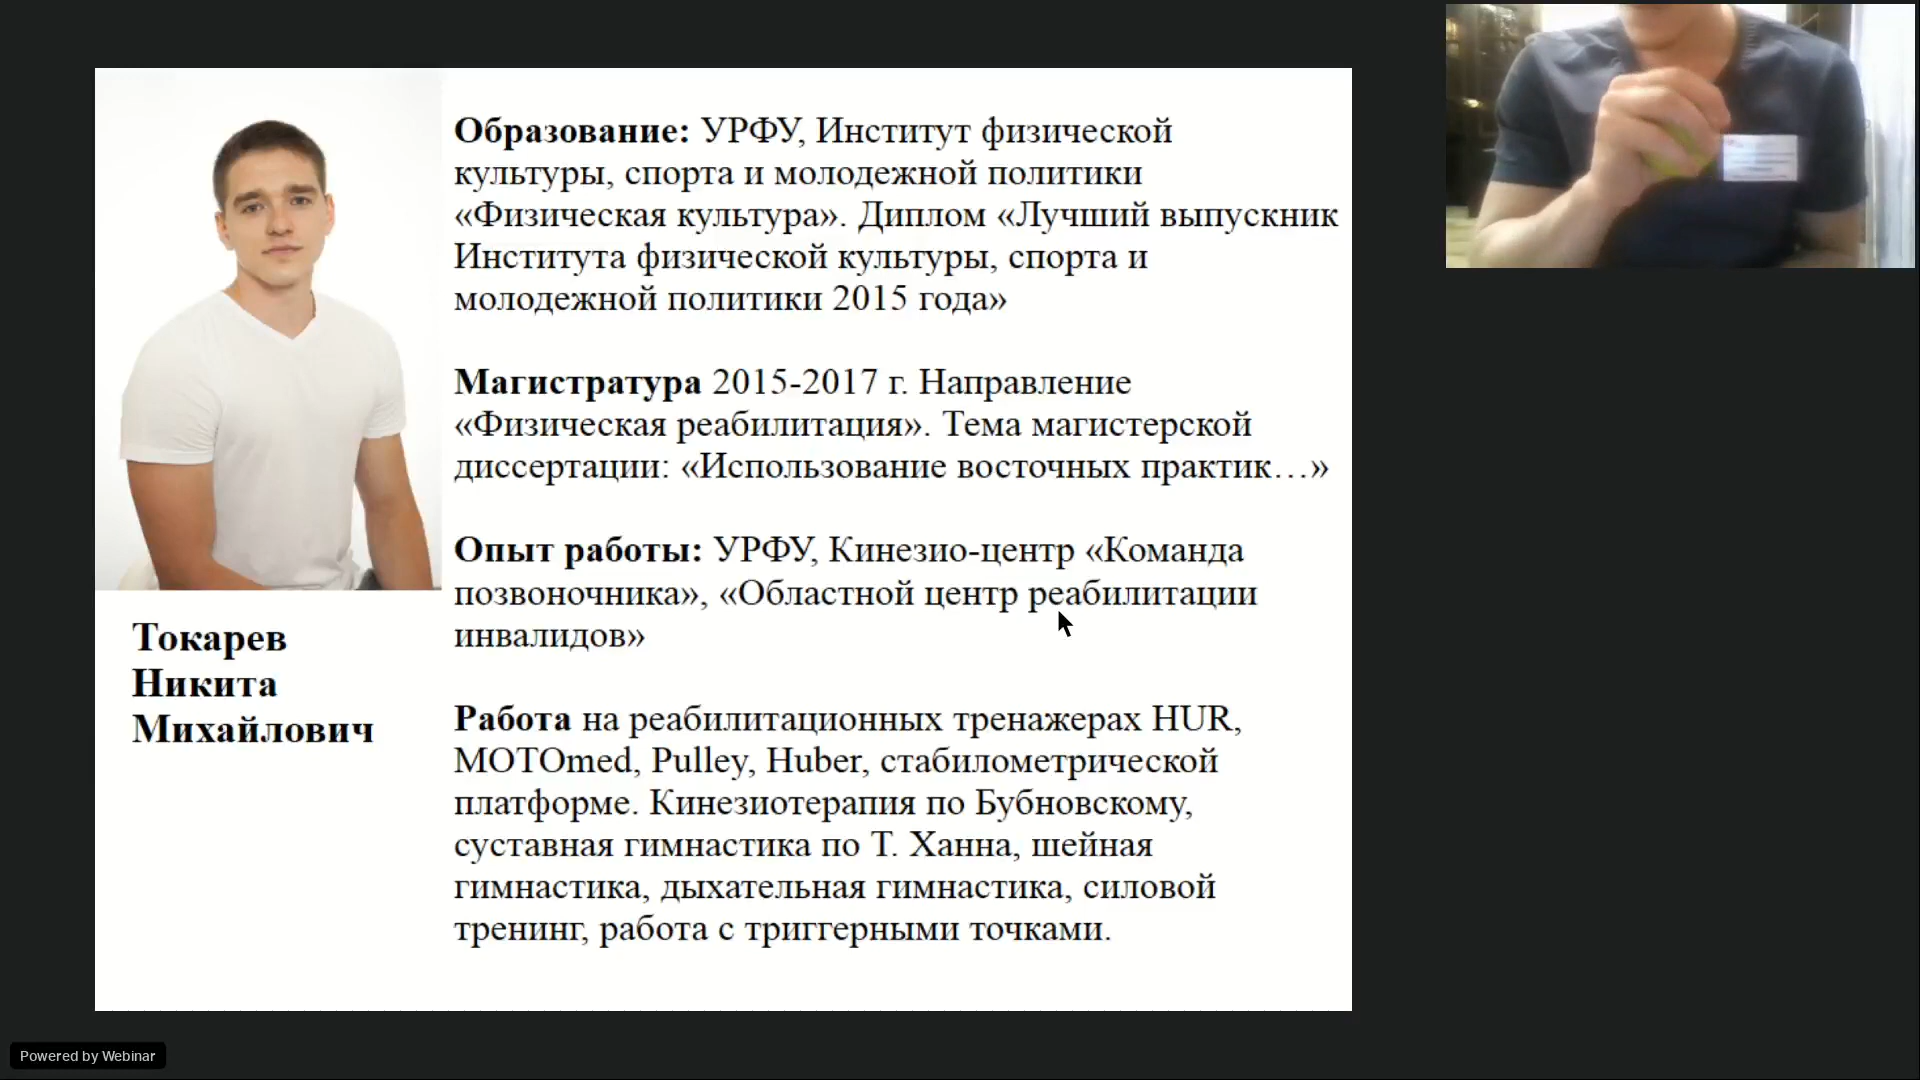 Образование: УРФУ, Институт физической
культуры, спорта и молодежной политики
«Физическая культура». Диплом «Лучший выпускник
Института физической культуры, спорта и
молодежной политики 2015 года»
Магистратура 2015-2017 г. Направление
«Физическая реабилитация». Тема магистерской
диссертации: «Использование восточных практик…»
Опыт работы: УРФУ, Кинезио-центр «Команда
позвоночника», «Областной центр реабилитации
инвалидов»
Работа на реабилитационных тренажерах HUR,
MOTOmed, Pulley, Huber, стабилометрической
платформе. Кинезиотерапия по Бубновскому,
суставная гимнастика по Т. Ханна, шейная
гимнастика, дыхательная гимнастика, силовой
тренинг, работа с триггерными точками.
Токарев
Никита
Михайлович
Powered by Webinar